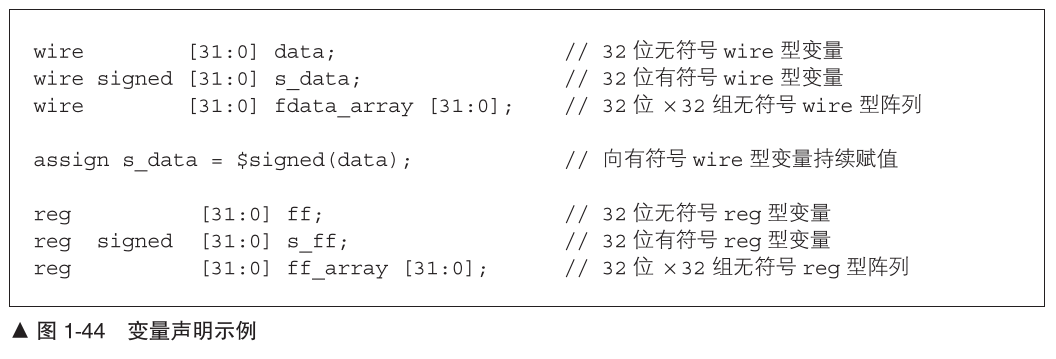 wire        [31:0] data;                  // 32 位无符号 wire 型变量
wire signed [31:0] s_data;                // 32 位有符号 wire 型变量
wire        [31:0] fdata_array [31:0];    // 32 位 ×32 组无符号 wire 型阵列
assign s_data = $signed(data);            // 向有符号 wire 型变量持续赋值
reg          [31:0] ff;                   // 32 位无符号 reg 型变量
reg  signed  [31:0] s_ff;                 // 32 位有符号 reg 型变量
reg          [31:0] ff_array [31:0];      // 32 位 ×32 组无符号 reg 型阵列
▲ 图 1-44 变量声明示例